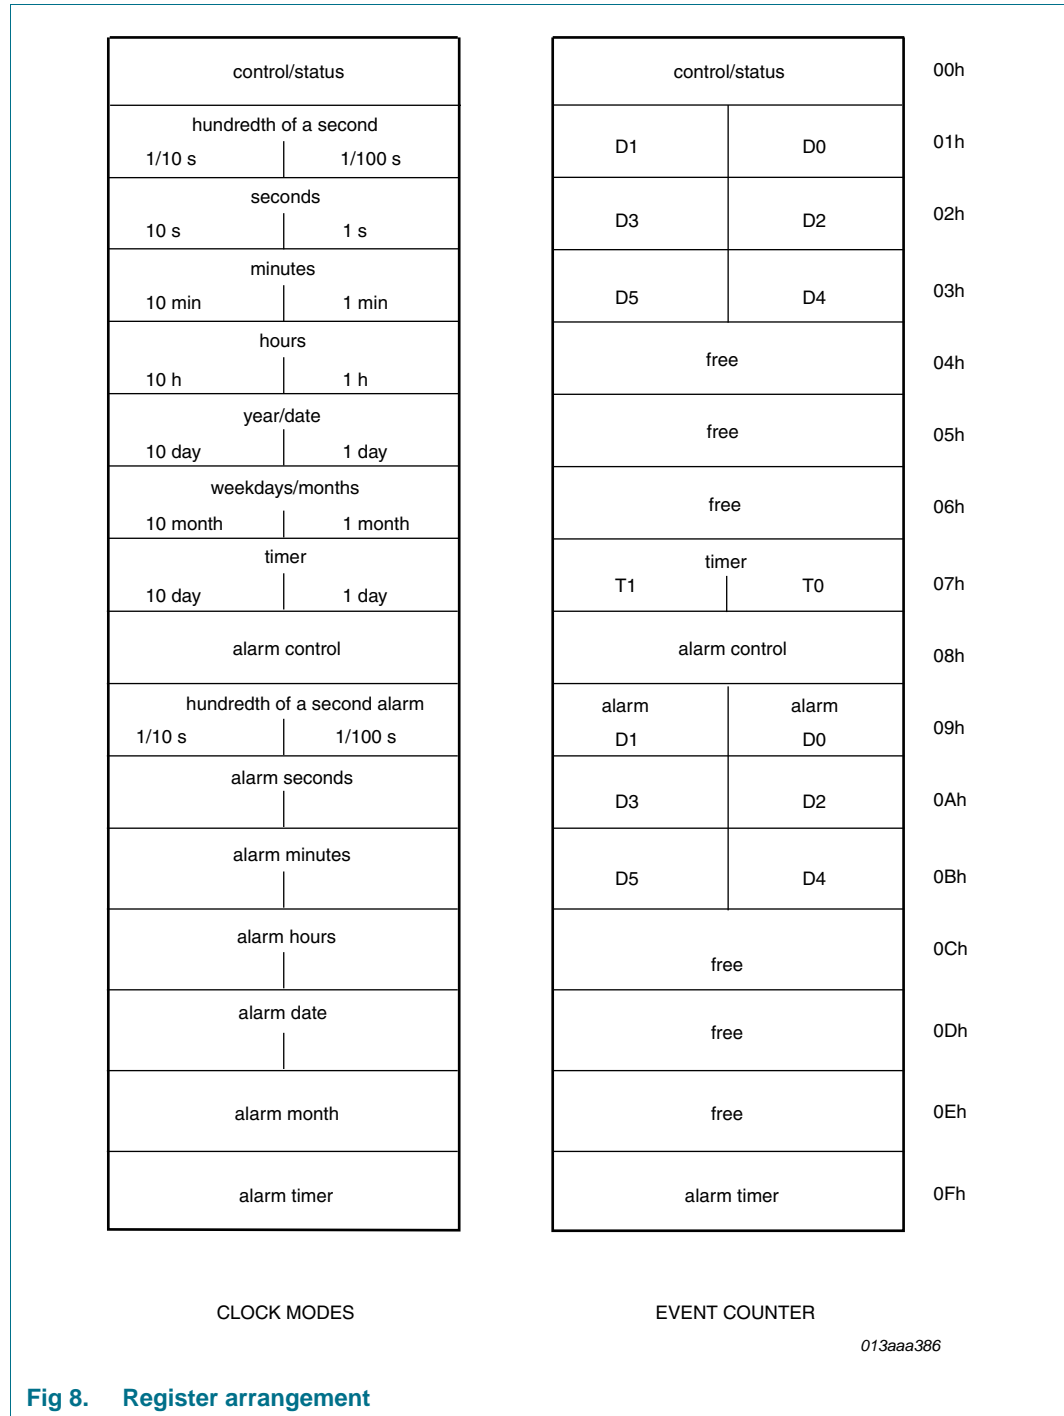 control/status control/status 00h
hundredth of a second
1/10 s 1/100 s D1 D0 01h
seconds
10 s 1 s D3 D2 02h
minutes
10 min 1 min D5 D4 03h
hours
10 h 1 h free 04h
year/date
10 day 1 day free 05h
weekdays/months
10 month 1 month free 06h
timer timer
10 day 1 day T1 T0 07h
alarm control alarm control 08h
hundredth of a second alarm alarm alarm
1/10 s 1/100 s D1 D0 09h
alarm seconds D3 D2 0Ah
alarm minutes D5 D4 0Bh
alarm hours free 0Ch
alarm date free 0Dh
alarm month free 0Eh
alarm timer alarm timer 0Fh
CLOCK MODES EVENT COUNTER
013aaa386
Fig 8. Register arrangement